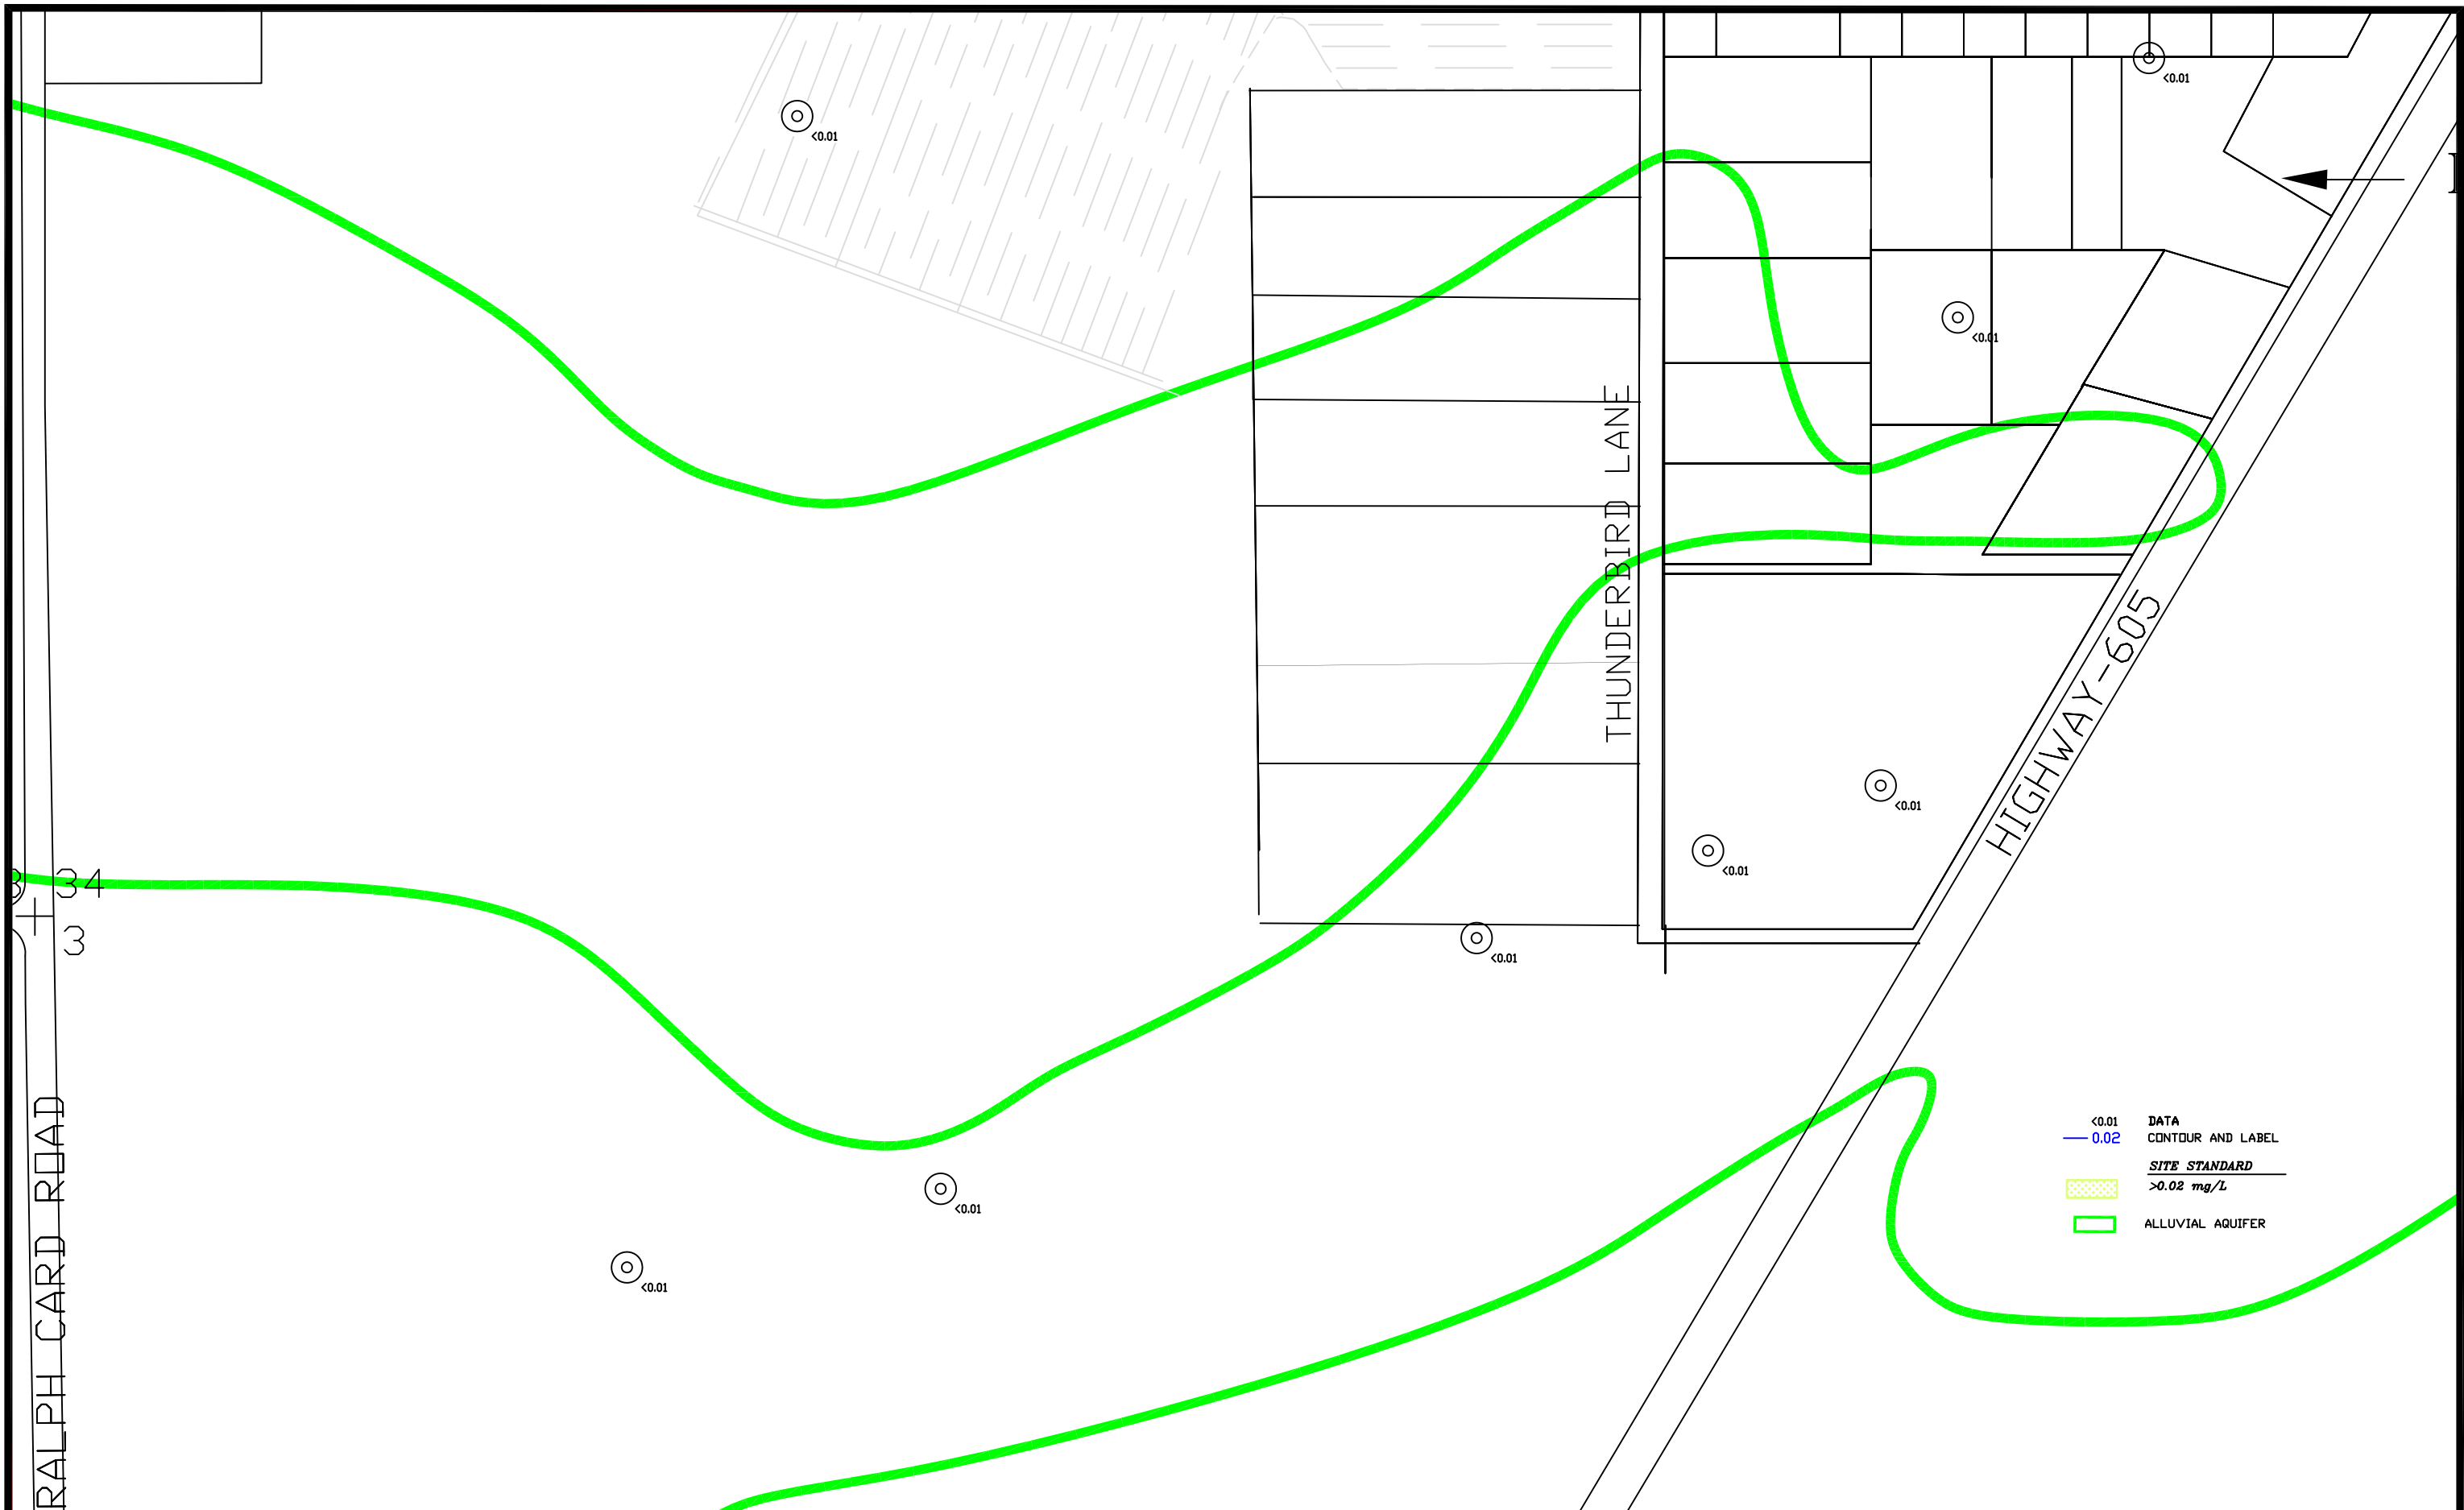 <0.01
<0.01
<0.01
THUNDERBIRD LANE
HIGHWAY-605
<0.01
<0.01
34
3
<0.01
RALPH CARD ROAD
<0.01
<0.01
<0.01 DATA
0.02 CONTOUR AND LABEL
SITE STANDARD
>0.02 mg/L
ALLUVIAL AQUIFER